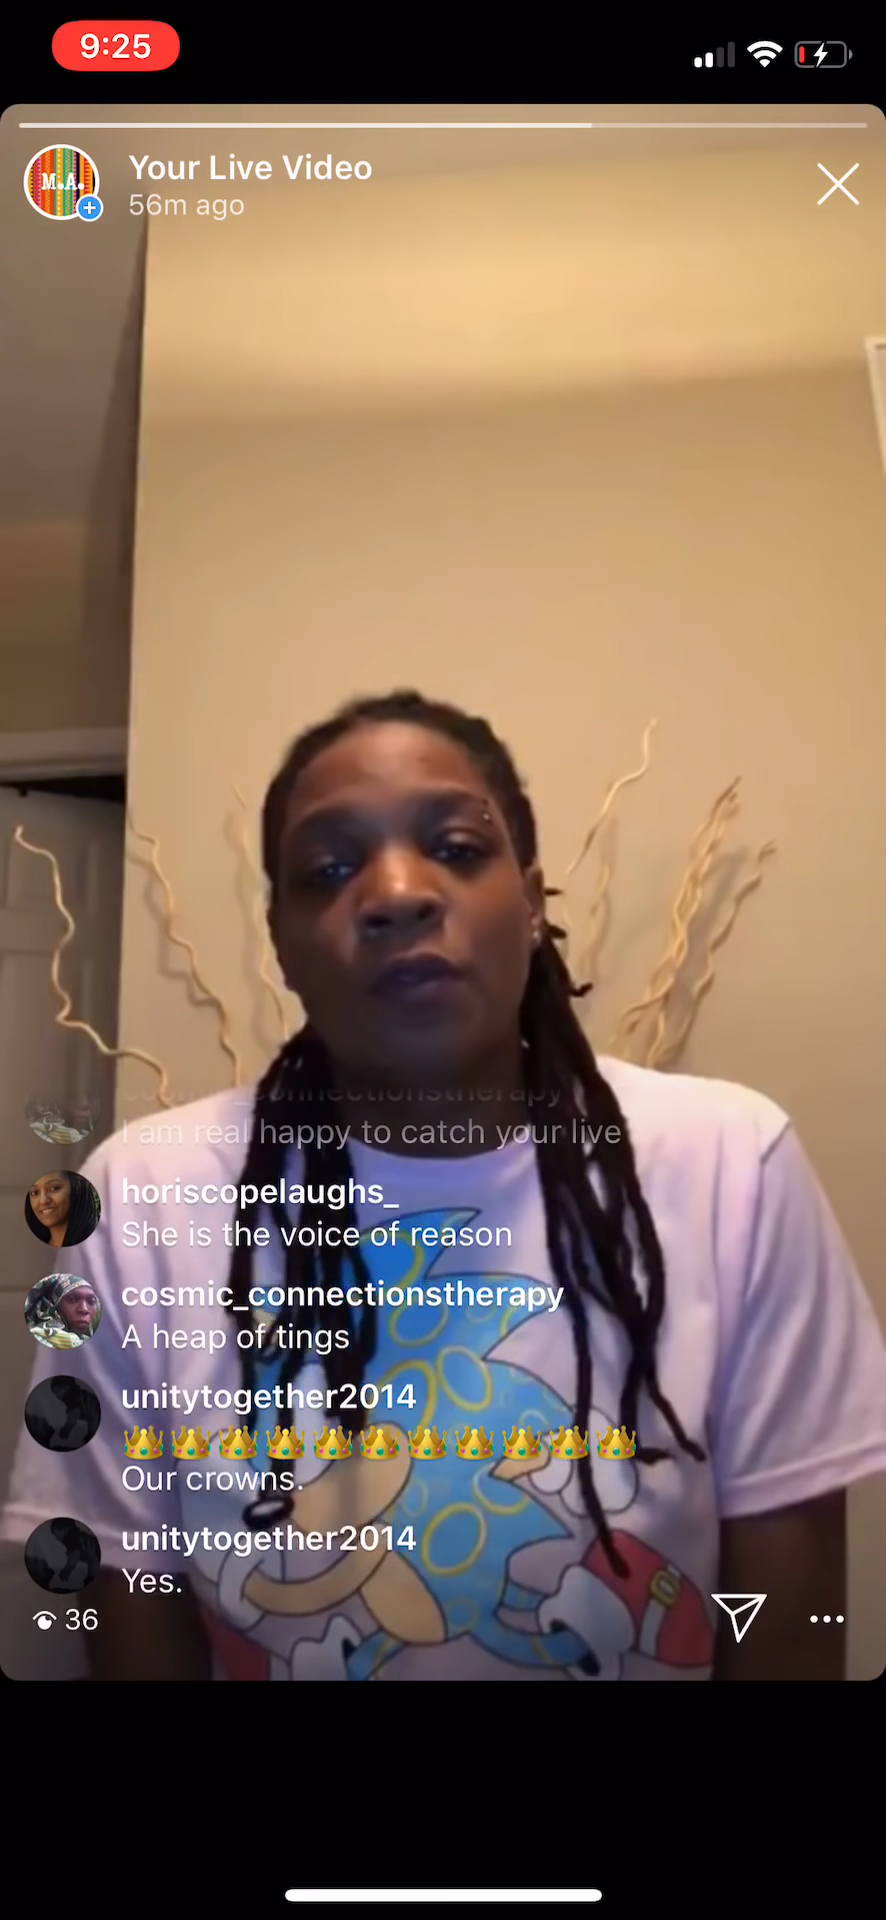 9:25
M.A.
Your Live Video
56m ago
cosmic_connectionstherapy
I am real happy to catch your live
horiscopelaughs_
She is the voice of reason
cosmic_connectionstherapy
A heap of tings
unitytogether2014
👑👑👑👑👑👑👑👑👑👑👑
Our crowns.
unitytogether2014
Yes.
36